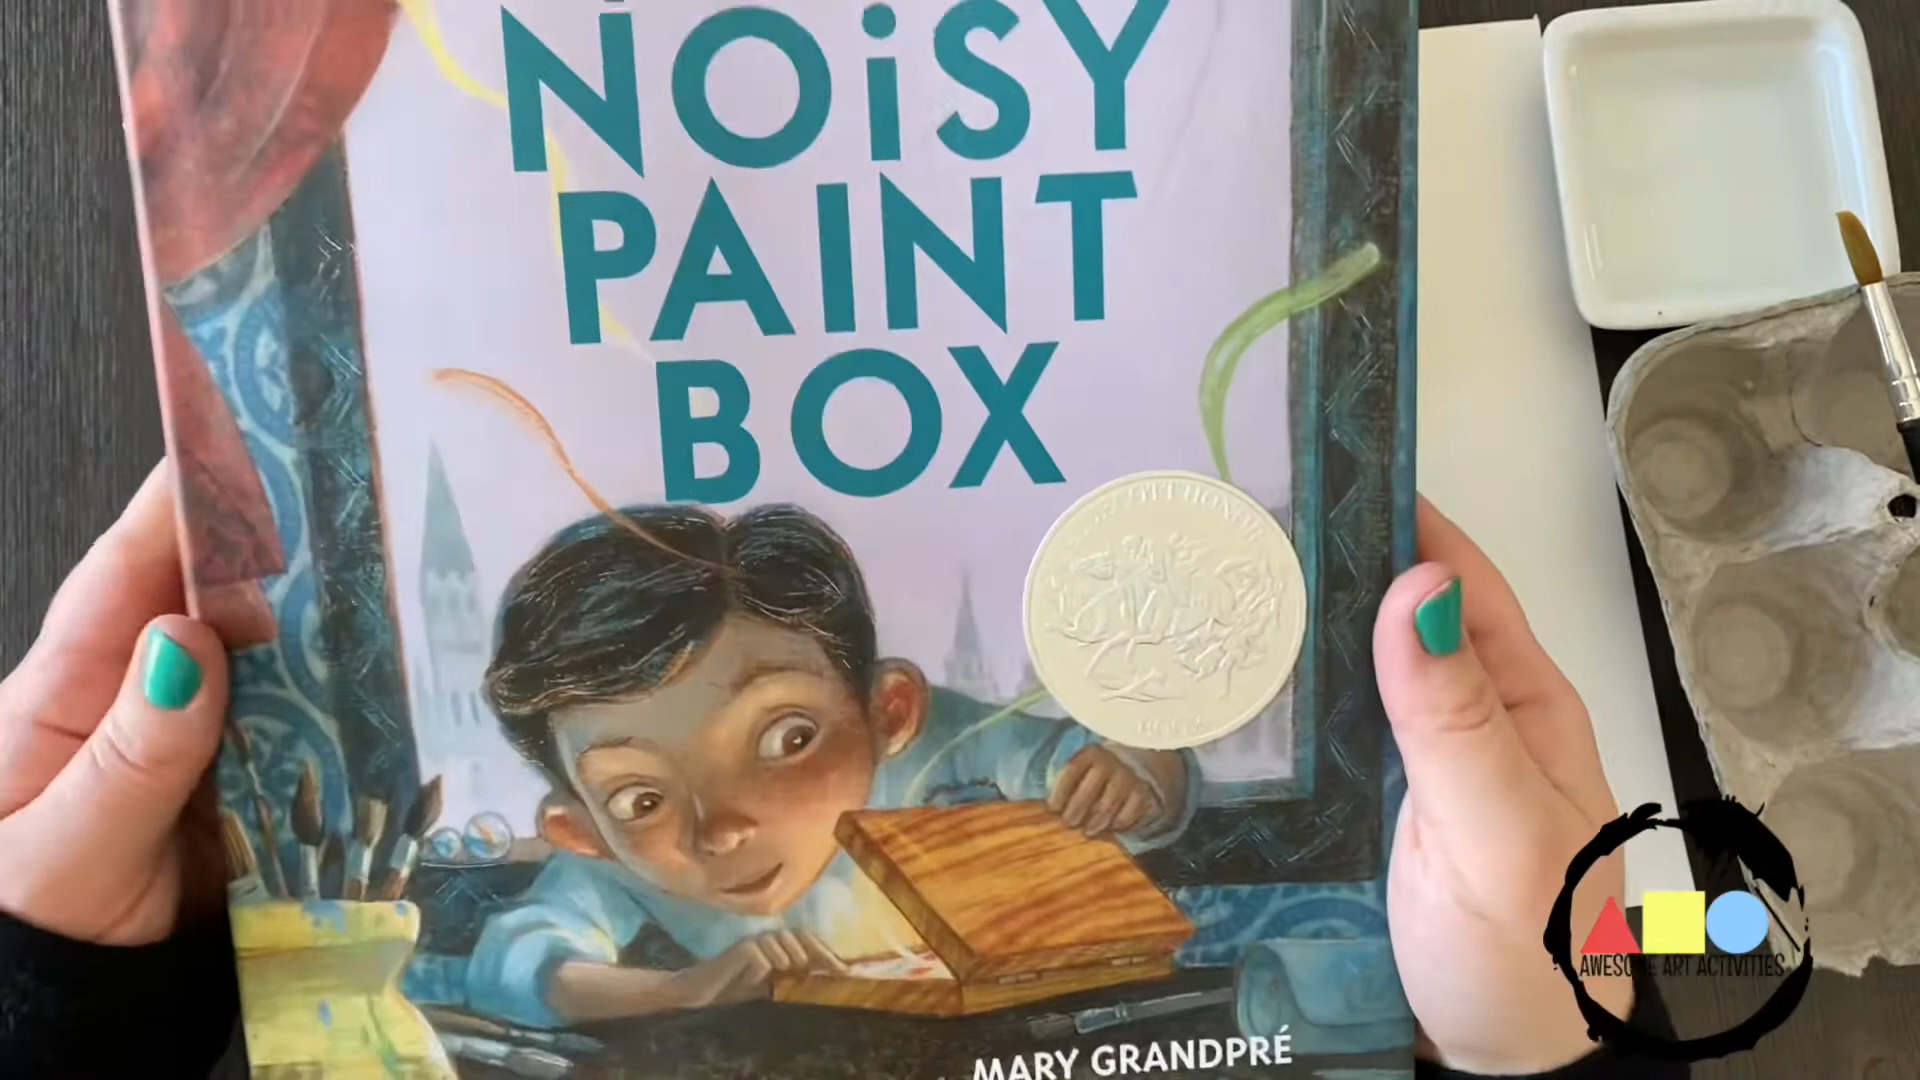 NOiSY
PAINT
BOX
MARY GRANDPRÉ
AWESOME ART ACTIVITIES